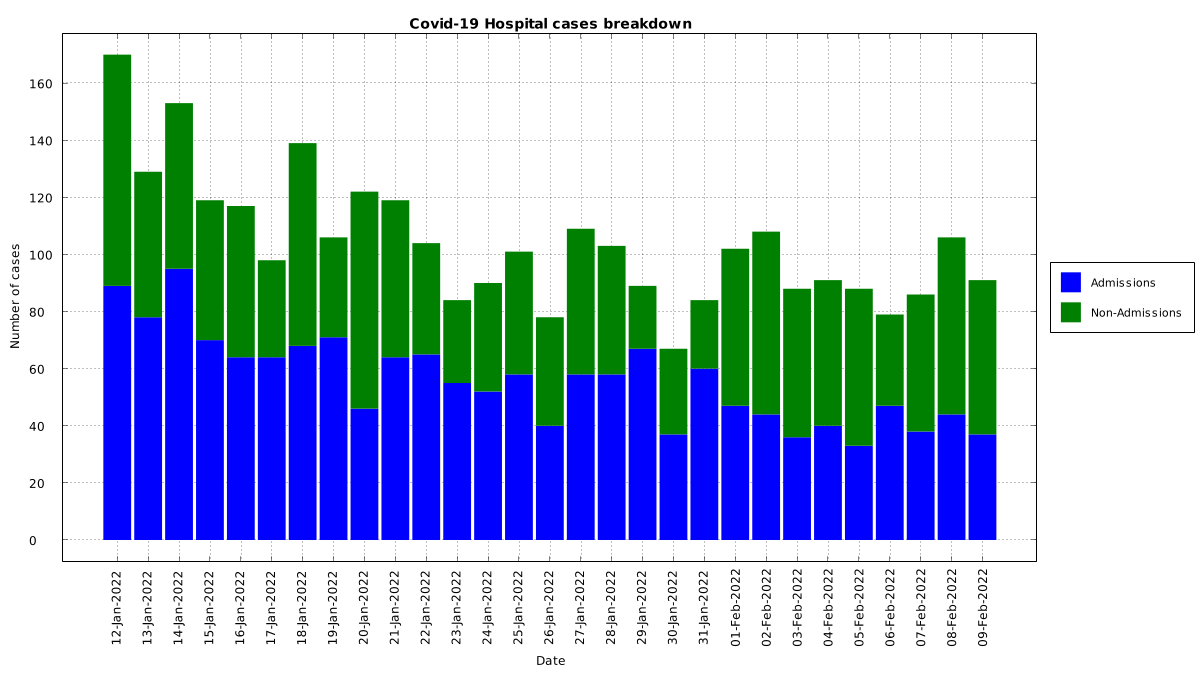 Covid-19 Hospital cases breakdown
160
140
120
100
80
60
40
20
0
Number of cases
12-Jan-2022
13-Jan-2022
14-Jan-2022
15-Jan-2022
16-Jan-2022
17-Jan-2022
18-Jan-2022
19-Jan-2022
20-Jan-2022
21-Jan-2022
22-Jan-2022
23-Jan-2022
24-Jan-2022
25-Jan-2022
26-Jan-2022
27-Jan-2022
28-Jan-2022
29-Jan-2022
30-Jan-2022
31-Jan-2022
01-Feb-2022
02-Feb-2022
03-Feb-2022
04-Feb-2022
05-Feb-2022
06-Feb-2022
07-Feb-2022
08-Feb-2022
09-Feb-2022
Date
Admissions
Non-Admissions